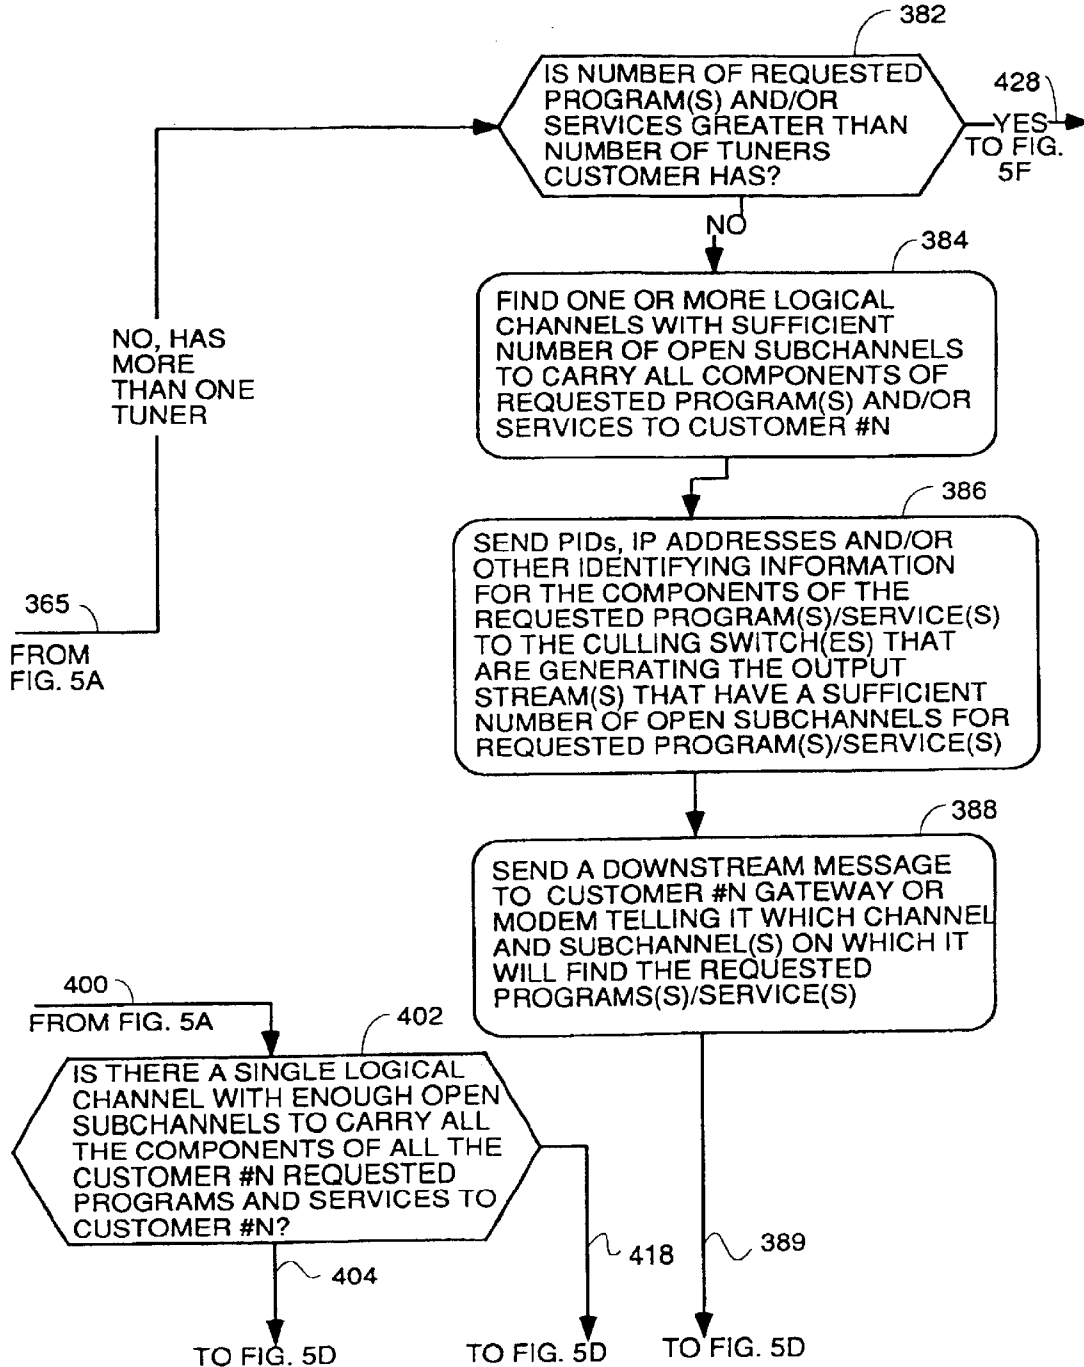 382
IS NUMBER OF REQUESTED
PROGRAM(S) AND/OR
SERVICES GREATER THAN
NUMBER OF TUNERS
CUSTOMER HAS?
428
YES
TO FIG.
5F
NO
384
FIND ONE OR MORE LOGICAL
CHANNELS WITH SUFFICIENT
NUMBER OF OPEN SUBCHANNELS
TO CARRY ALL COMPONENTS OF
REQUESTED PROGRAM(S) AND/OR
SERVICES TO CUSTOMER #N
NO, HAS
MORE
THAN ONE
TUNER
386
SEND PIDs, IP ADDRESSES AND/OR
OTHER IDENTIFYING INFORMATION
FOR THE COMPONENTS OF THE
REQUESTED PROGRAM(S)/SERVICE(S)
TO THE CULLING SWITCH(ES) THAT
ARE GENERATING THE OUTPUT
STREAM(S) THAT HAVE A SUFFICIENT
NUMBER OF OPEN SUBCHANNELS FOR
REQUESTED PROGRAM(S)/SERVICE(S)
365
FROM
FIG. 5A
388
SEND A DOWNSTREAM MESSAGE
TO CUSTOMER #N GATEWAY OR
MODEM TELLING IT WHICH CHANNEL
AND SUBCHANNEL(S) ON WHICH IT
WILL FIND THE REQUESTED
PROGRAMS(S)/SERVICE(S)
400
FROM FIG. 5A
402
IS THERE A SINGLE LOGICAL
CHANNEL WITH ENOUGH OPEN
SUBCHANNELS TO CARRY ALL
THE COMPONENTS OF ALL THE
CUSTOMER #N REQUESTED
PROGRAMS AND SERVICES TO
CUSTOMER #N?
404
418
389
TO FIG. 5D
TO FIG. 5D
TO FIG. 5D